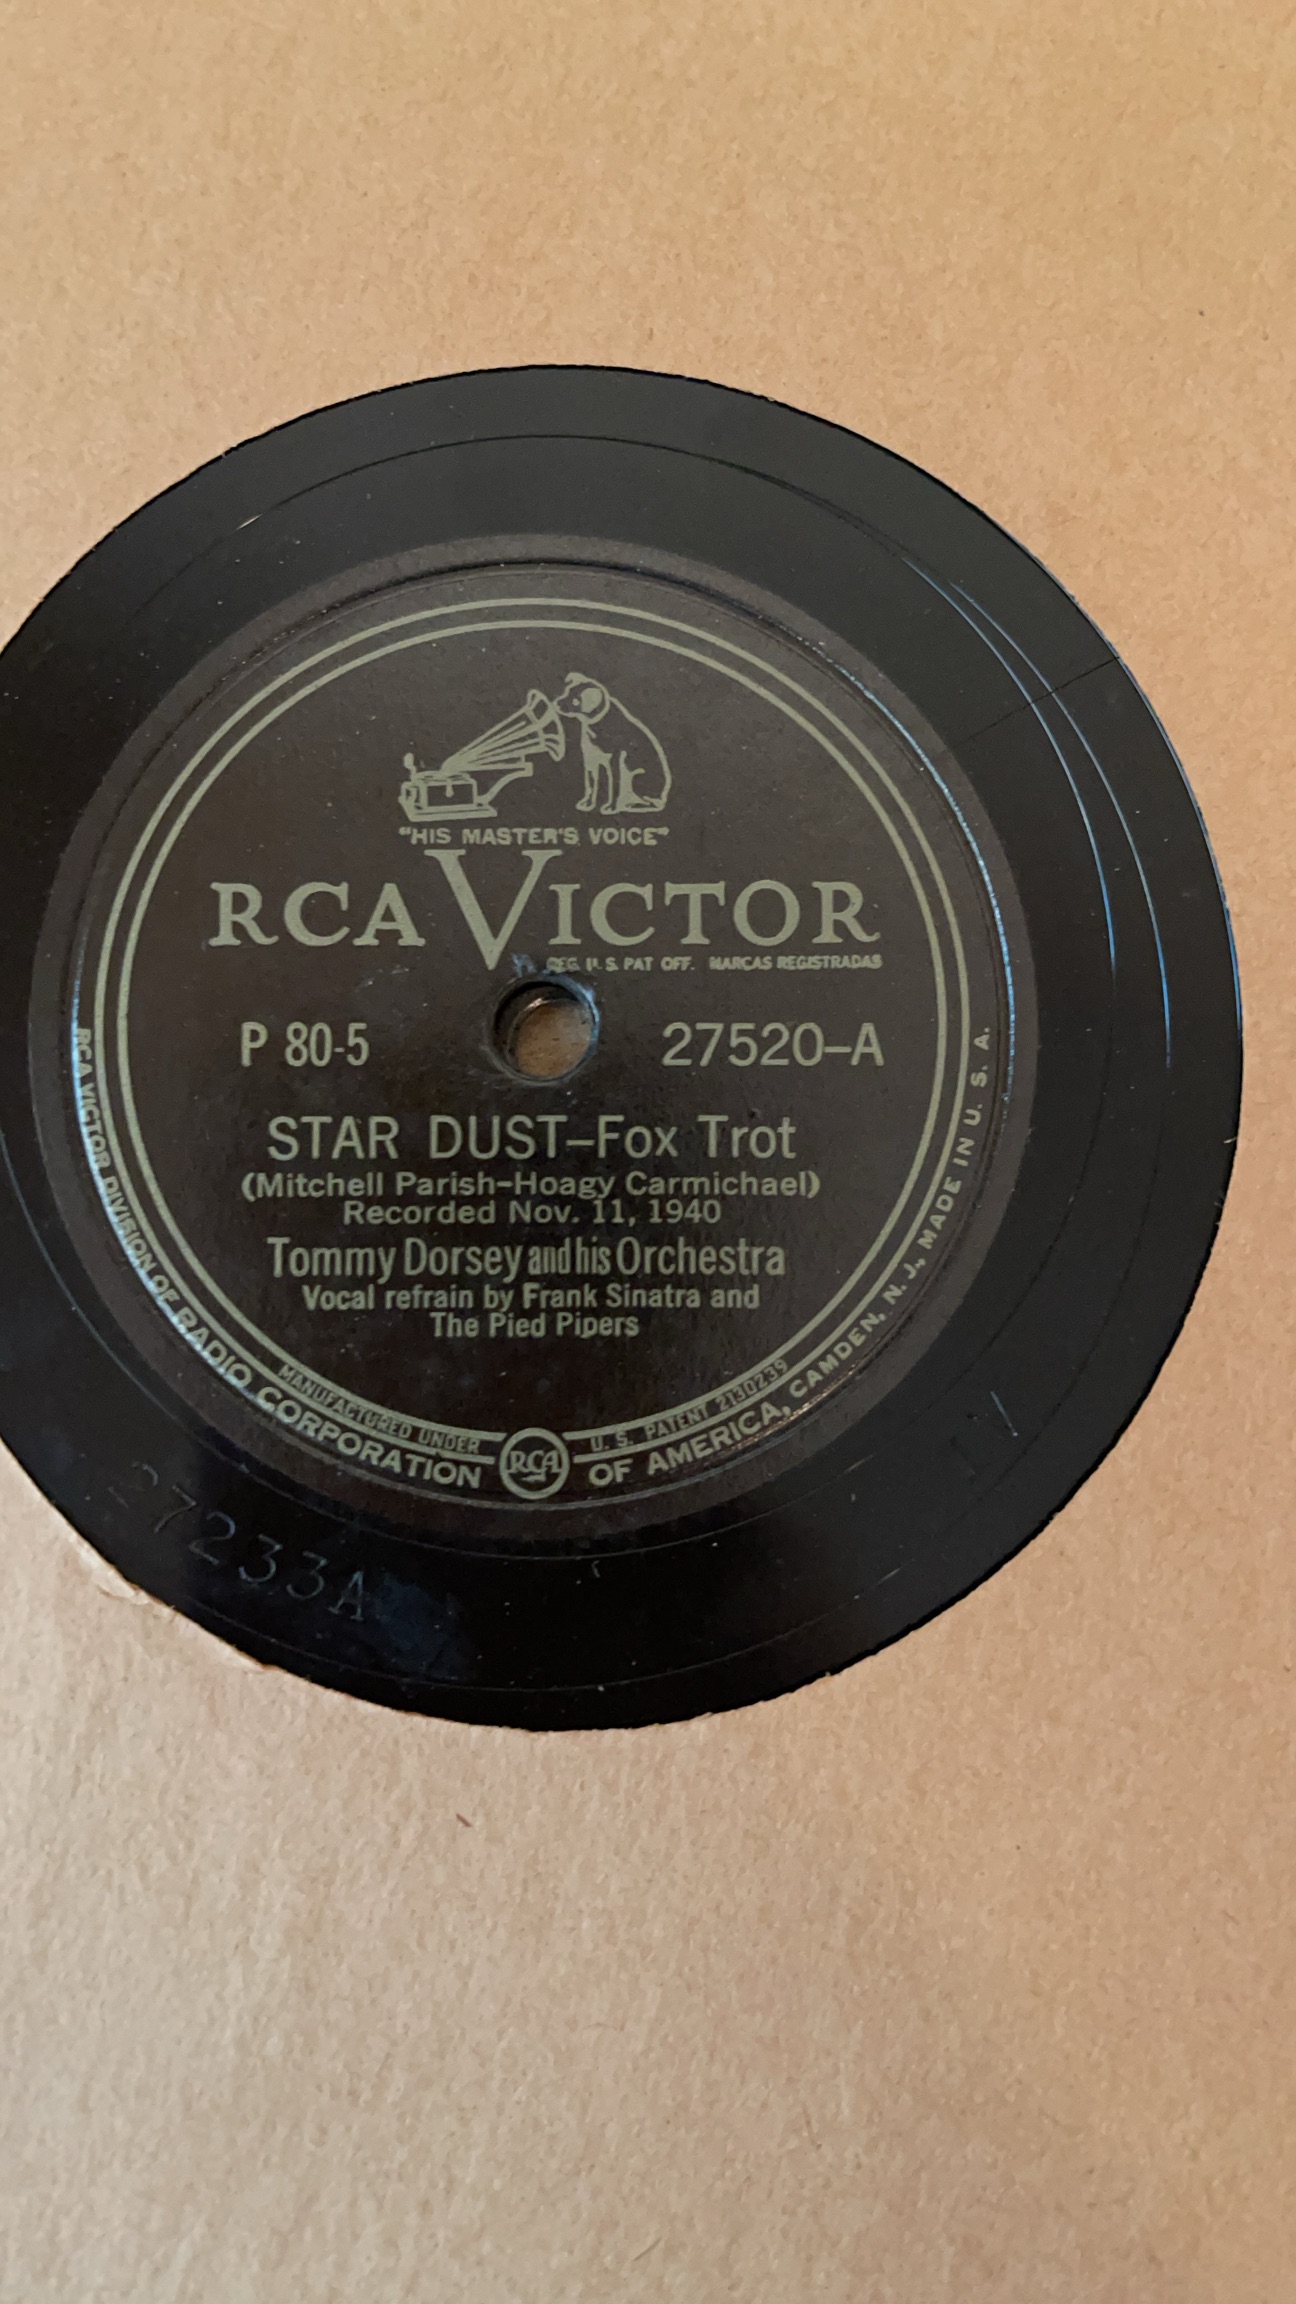 "HIS MASTER'S VOICE"
RCA VICTOR
REG. U.S. PAT OFF. MARCAS REGISTRADAS
P 80-5
27520-A
STAR DUST-Fox Trot
(Mitchell Parish-Hoagy Carmichael)
Recorded Nov. 11, 1940
Tommy Dorsey and his Orchestra
Vocal refrain by Frank Sinatra and
The Pied Pipers
MANUFACTURED UNDER U. S. PATENT 2130239
RCA VICTOR DIVISION OF RADIO CORPORATION OF AMERICA, CAMDEN, N. J., MADE IN U. S. A.
RCA
27233A